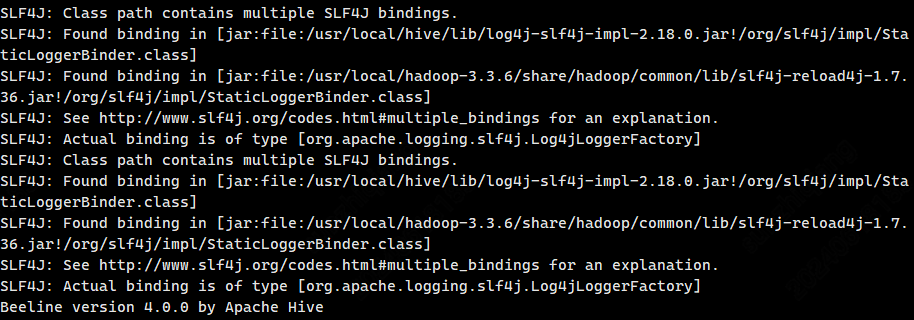 SLF4J: Class path contains multiple SLF4J bindings.
SLF4J: Found binding in [jar:file:/usr/local/hive/lib/log4j-slf4j-impl-2.18.0.jar!/org/slf4j/impl/Sta
ticLoggerBinder.class]
SLF4J: Found binding in [jar:file:/usr/local/hadoop-3.3.6/share/hadoop/common/lib/slf4j-reload4j-1.7.
36.jar!/org/slf4j/impl/StaticLoggerBinder.class]
SLF4J: See http://www.slf4j.org/codes.html#multiple_bindings for an explanation.
SLF4J: Actual binding is of type [org.apache.logging.slf4j.Log4jLoggerFactory]
SLF4J: Class path contains multiple SLF4J bindings.
SLF4J: Found binding in [jar:file:/usr/local/hive/lib/log4j-slf4j-impl-2.18.0.jar!/org/slf4j/impl/Sta
ticLoggerBinder.class]
SLF4J: Found binding in [jar:file:/usr/local/hadoop-3.3.6/share/hadoop/common/lib/slf4j-reload4j-1.7.
36.jar!/org/slf4j/impl/StaticLoggerBinder.class]
SLF4J: See http://www.slf4j.org/codes.html#multiple_bindings for an explanation.
SLF4J: Actual binding is of type [org.apache.logging.slf4j.Log4jLoggerFactory]
Beeline version 4.0.0 by Apache Hive